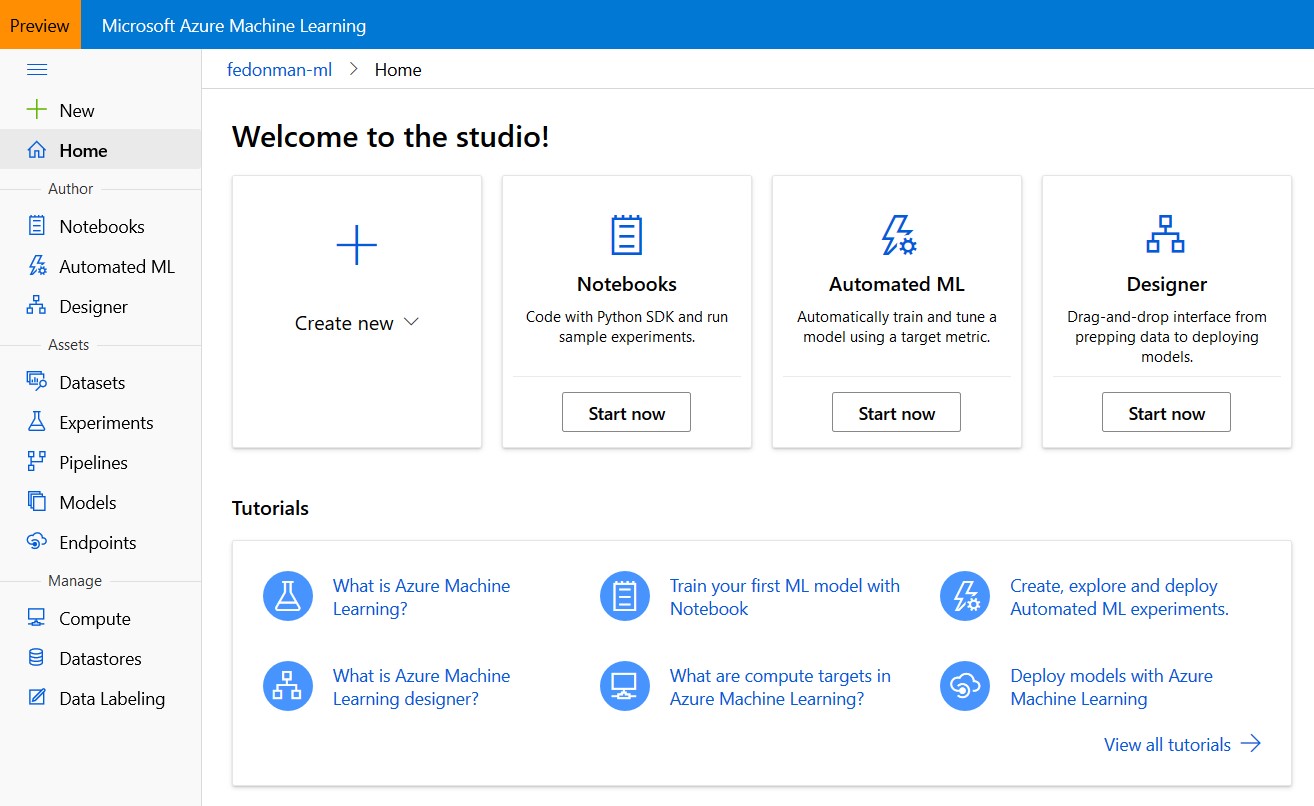 Preview
Microsoft Azure Machine Learning
fedonman-ml > Home
New
Home
Author
Notebooks
Automated ML
Designer
Assets
Datasets
Experiments
Pipelines
Models
Endpoints
Manage
Compute
Datastores
Data Labeling
Welcome to the studio!
Create new
Notebooks
Code with Python SDK and run
sample experiments.
Start now
Automated ML
Automatically train and tune a
model using a target metric.
Start now
Designer
Drag-and-drop interface from
prepping data to deploying
models.
Start now
Tutorials
What is Azure Machine
Learning?
Train your first ML model with
Notebook
Create, explore and deploy
Automated ML experiments.
What is Azure Machine
Learning designer?
What are compute targets in
Azure Machine Learning?
Deploy models with Azure
Machine Learning
View all tutorials